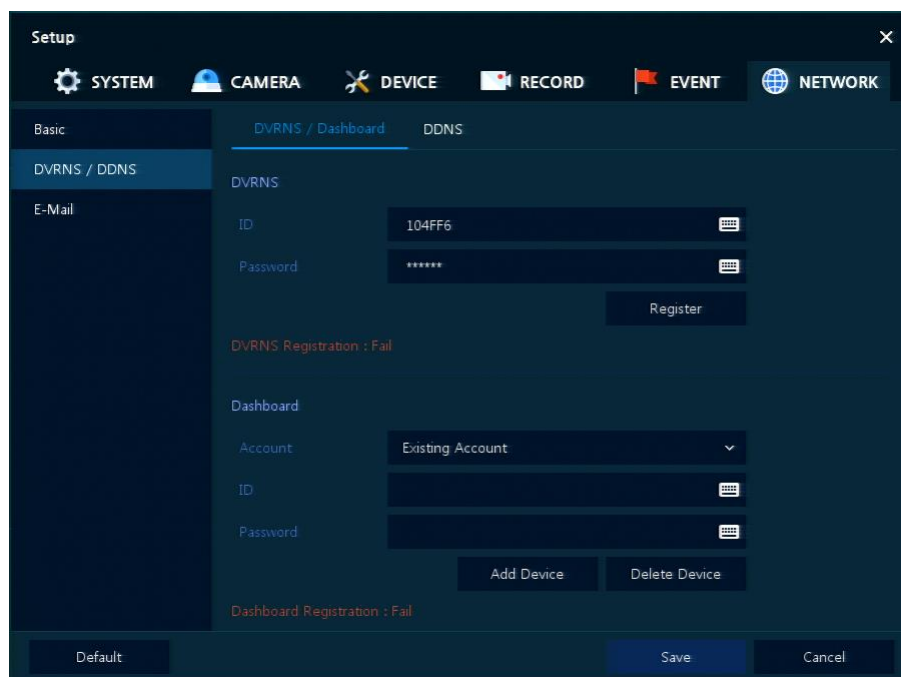 Setup
SYSTEM CAMERA DEVICE RECORD EVENT NETWORK
Basic
DVRNS / DDNS
E-Mail
DVRNS / Dashboard DDNS
DVRNS
ID 104FF6
Password ******
Register
DVRNS Registration : Fail
Dashboard
Account Existing Account
ID
Password
Add Device Delete Device
Dashboard Registration : Fail
Default Save Cancel